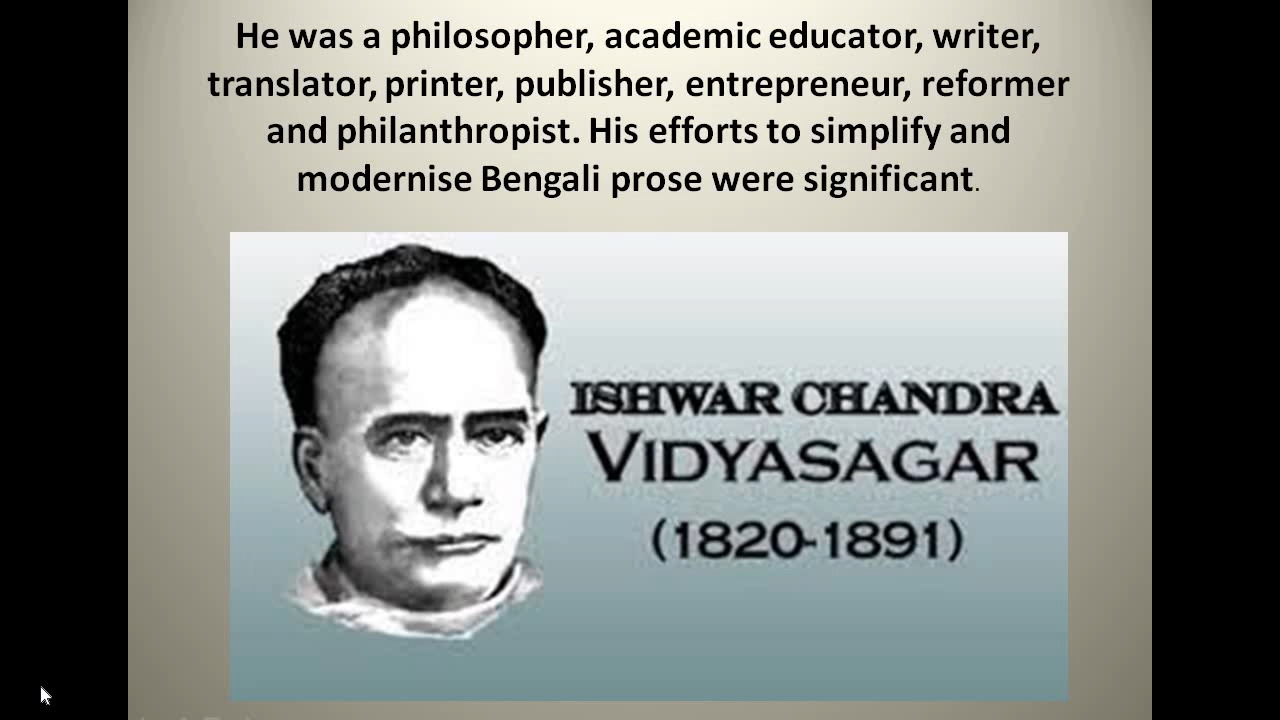 He was a philosopher, academic educator, writer,
translator, printer, publisher, entrepreneur, reformer
and philanthropist. His efforts to simplify and
modernise Bengali prose were significant.
ISHWAR CHANDRA
VIDYASAGAR
(1820-1891)